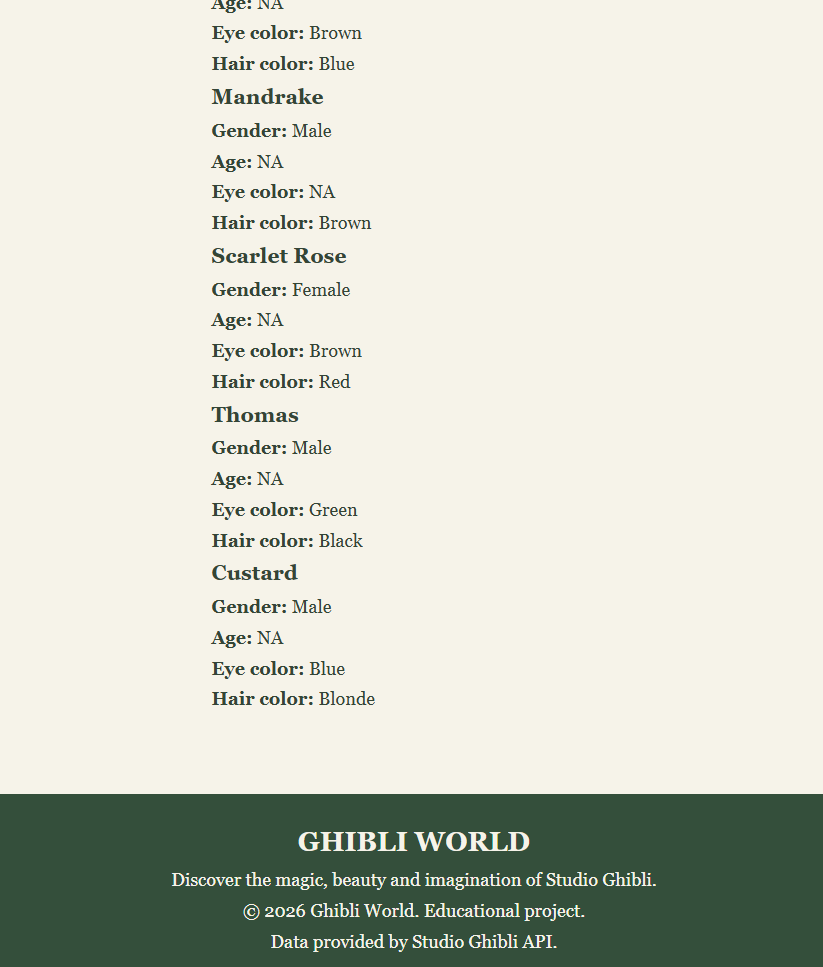 Age: NA
Eye color: Brown
Hair color: Blue
Mandrake
Gender: Male
Age: NA
Eye color: NA
Hair color: Brown
Scarlet Rose
Gender: Female
Age: NA
Eye color: Brown
Hair color: Red
Thomas
Gender: Male
Age: NA
Eye color: Green
Hair color: Black
Custard
Gender: Male
Age: NA
Eye color: Blue
Hair color: Blonde
GHIBLI WORLD
Discover the magic, beauty and imagination of Studio Ghibli.
© 2026 Ghibli World. Educational project.
Data provided by Studio Ghibli API.